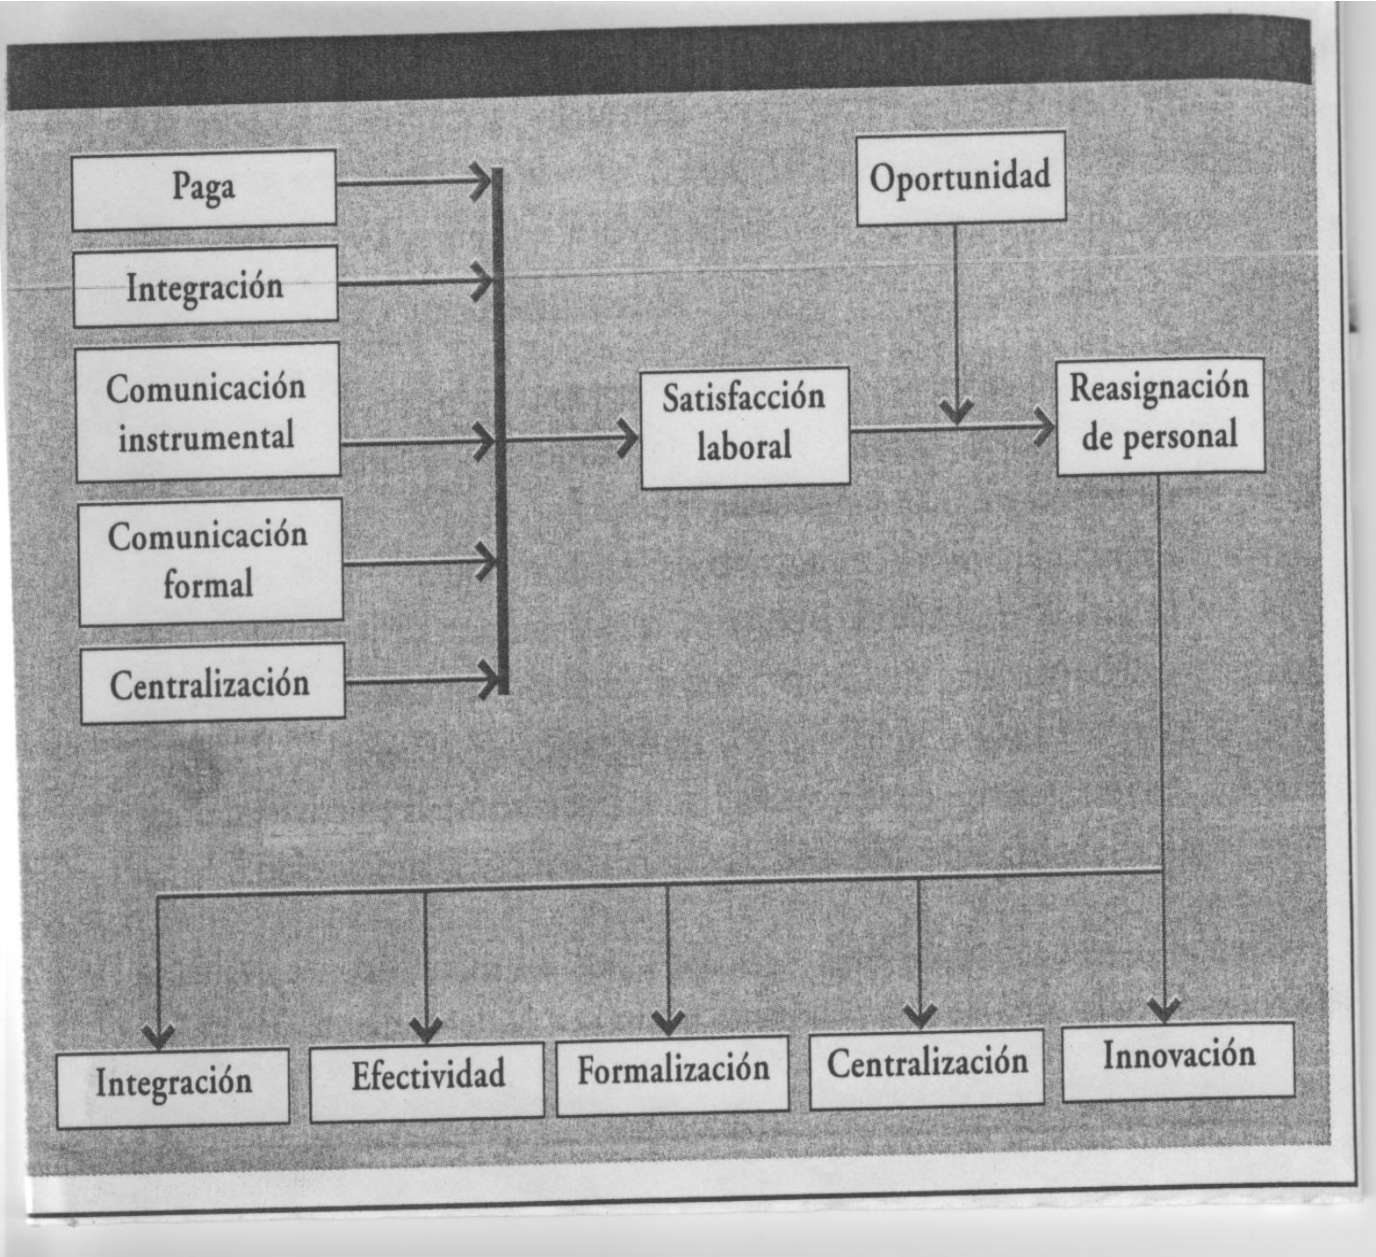 Paga
Integración
Comunicación
instrumental
Comunicación
formal
Centralización
Oportunidad
Satisfacción
laboral
Reasignación
de personal
Integración
Efectividad
Formalización
Centralización
Innovación